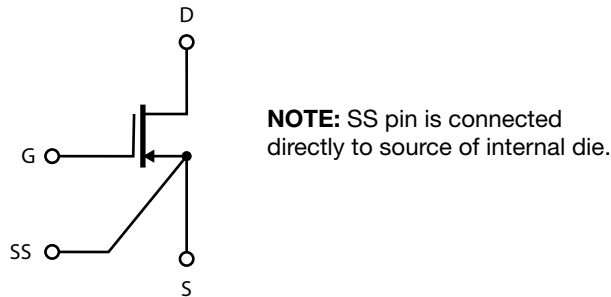 D
NOTE: SS pin is connected
directly to source of internal die.
G
SS
S